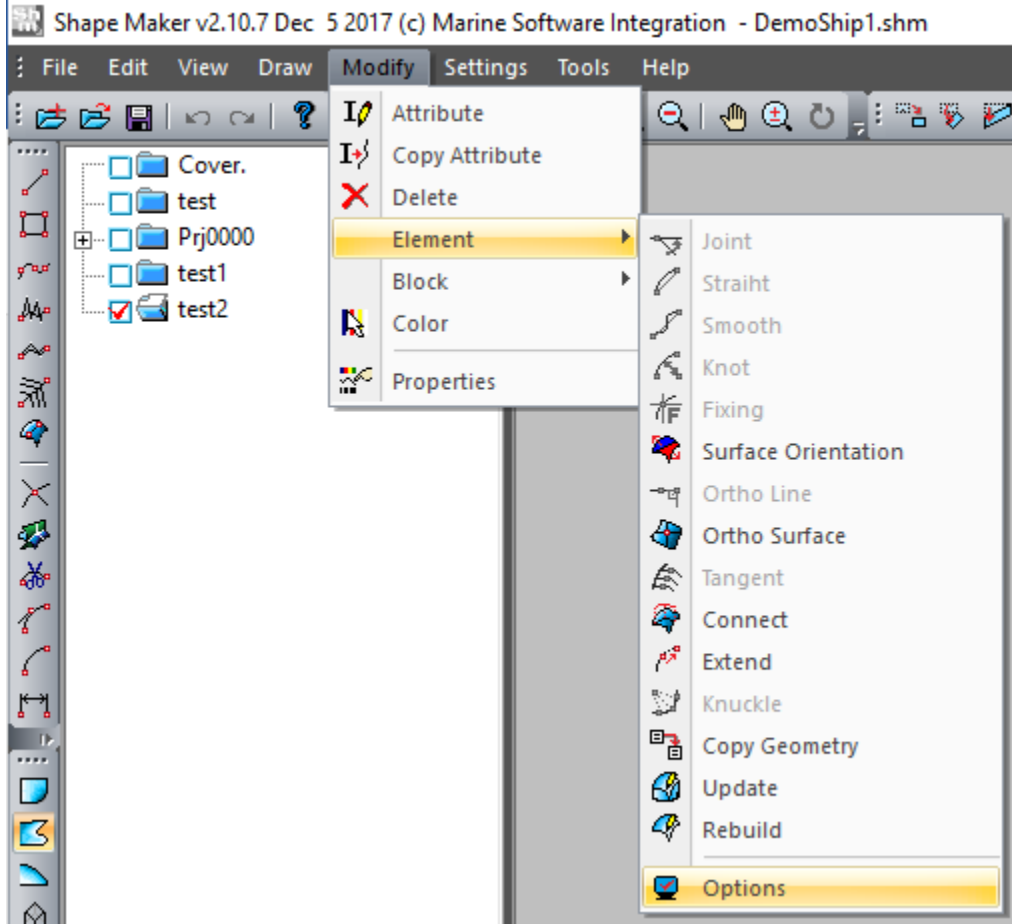 Shape Maker v2.10.7 Dec 5 2017 (c) Marine Software Integration - DemoShip1.shm
File Edit View Draw Modify Settings Tools Help
Attribute
Copy Attribute
Delete
Element
Block
Color
Properties
Cover.
test
Prj0000
test1
test2
Joint
Straiht
Smooth
Knot
Fixing
Surface Orientation
Ortho Line
Ortho Surface
Tangent
Connect
Extend
Knuckle
Copy Geometry
Update
Rebuild
Options